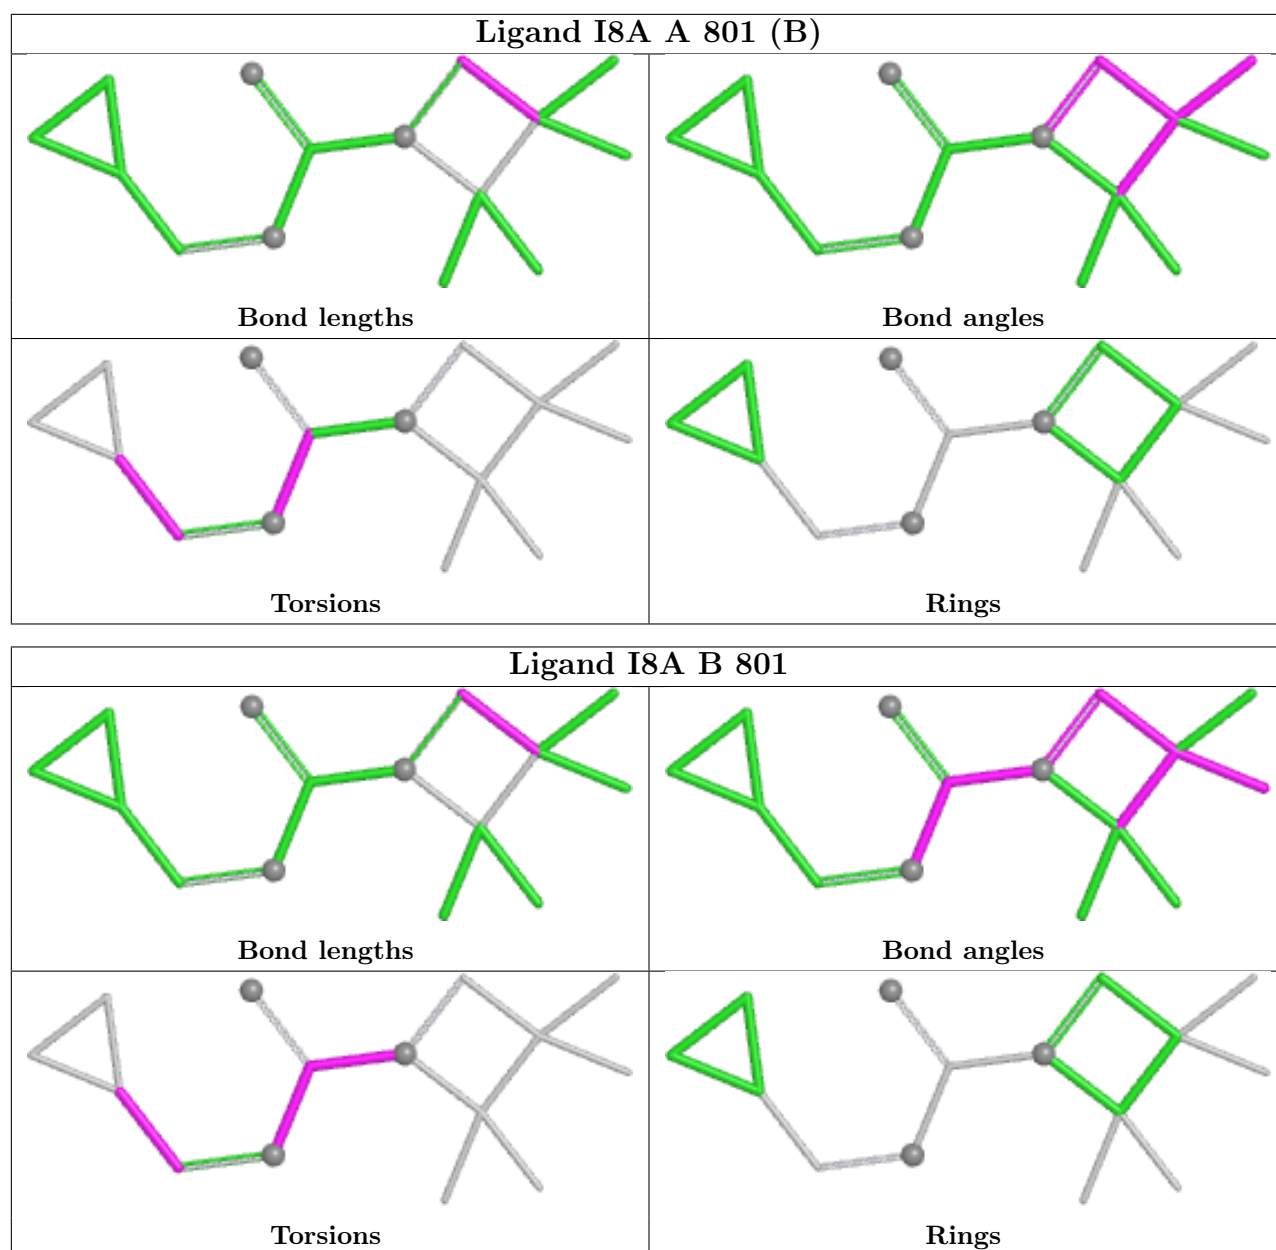 Ligand I8A A 801 (B)
Bond lengths
Bond angles
Torsions
Rings
Ligand I8A B 801
Bond lengths
Bond angles
Torsions
Rings